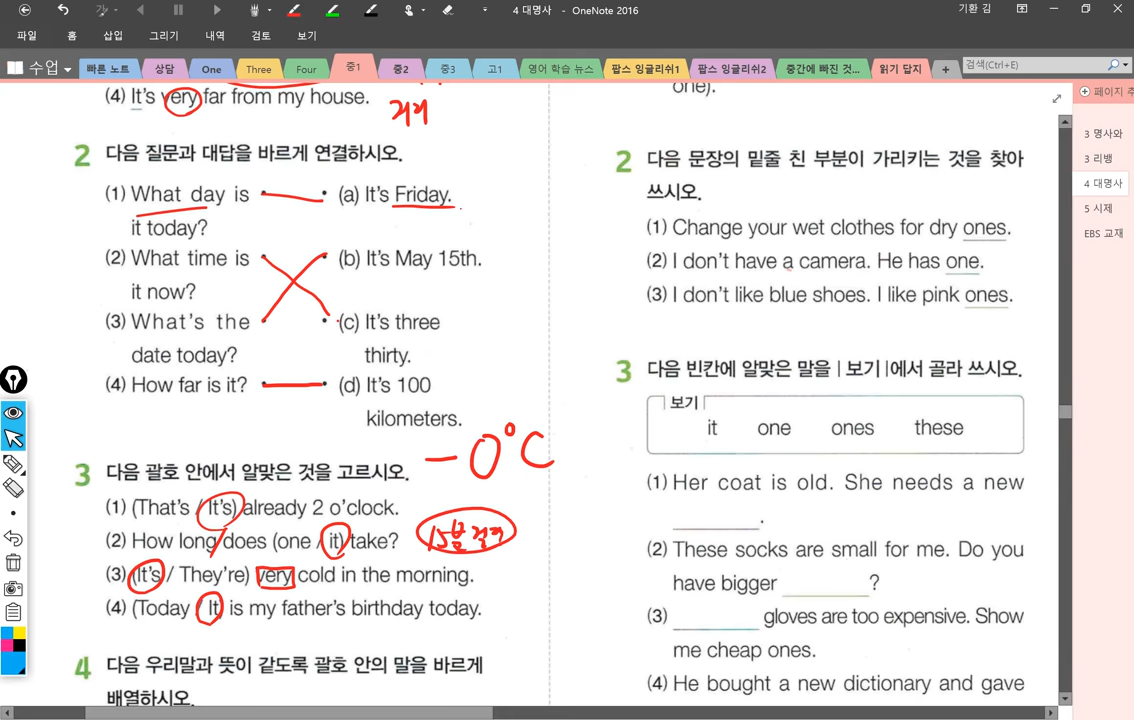 4 대명사 - OneNote 2016
기환 김
파일 홈 삽입 그리기 내역 검토 보기
수업 빠른 노트 상담 One Three Four 중1 중2 중3 고1 영어 학습 뉴스 팝스 잉글리쉬1 팝스 잉글리쉬2 중간에 빠진 것... 읽기 답지 + 검색(Ctrl+E)
페이지 추
3 명사와
3 리뱅
4 대명사
5 시제
EBS 교재
(4) It's very far from my house.
거리
2 다음 질문과 대답을 바르게 연결하시오.
(1) What day is it today?
(a) It's Friday.
(2) What time is it now?
(b) It's May 15th.
(3) What's the date today?
(c) It's three thirty.
(4) How far is it?
(d) It's 100 kilometers.
-0°C
3 다음 괄호 안에서 알맞은 것을 고르시오.
(1) (That's / It's) already 2 o'clock.
(2) How long does (one / it) take?
15분 걸려
(3) (It's / They're) very cold in the morning.
(4) (Today / It) is my father's birthday today.
4 다음 우리말과 뜻이 같도록 괄호 안의 말을 바르게
배열하시오.
one).
2 다음 문장의 밑줄 친 부분이 가리키는 것을 찾아
쓰시오.
(1) Change your wet clothes for dry ones.
(2) I don't have a camera. He has one.
(3) I don't like blue shoes. I like pink ones.
3 다음 빈칸에 알맞은 말을 | 보기 |에서 골라 쓰시오.
보기
it one ones these
(1) Her coat is old. She needs a new
________.
(2) These socks are small for me. Do you
have bigger ________?
(3) ________ gloves are too expensive. Show
me cheap ones.
(4) He bought a new dictionary and gave